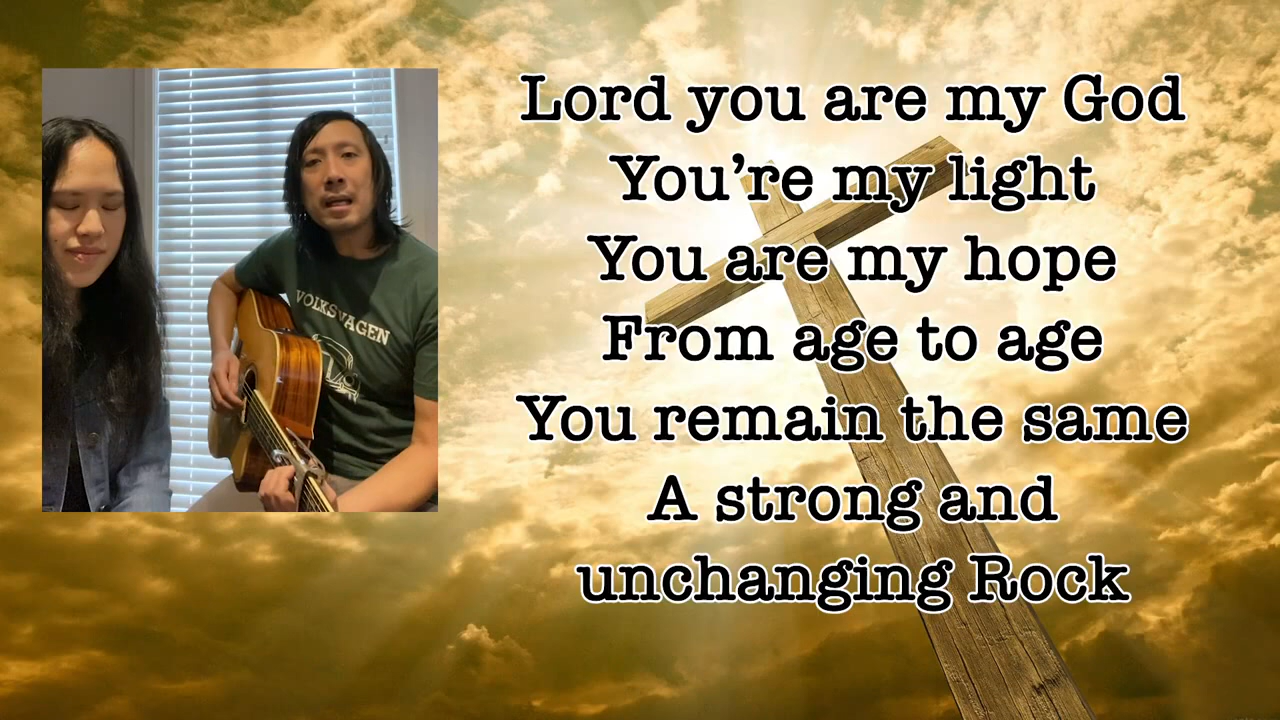 VOLKSWAGEN
Lord you are my God
You’re my light
You are my hope
From age to age
You remain the same
A strong and
unchanging Rock